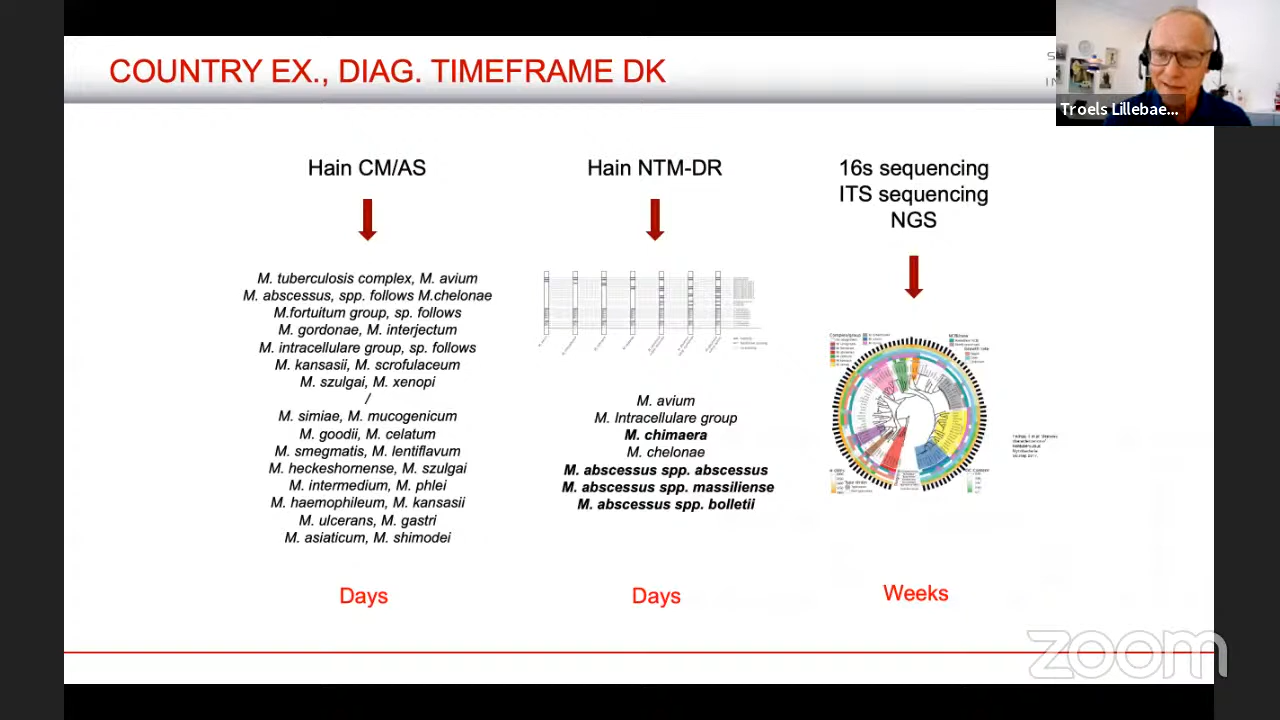 COUNTRY EX., DIAG. TIMEFRAME DK
Troels Lillebae...
Hain CM/AS
M. tuberculosis complex, M. avium
M. abscessus, spp. follows M.chelonae
M.fortuitum group, sp. follows
M. gordonae, M. interjectum
M. intracellulare group, sp. follows
M. kansasii, M. scrofulaceum
M. szulgai, M. xenopi
/
M. simiae, M. mucogenicum
M. goodii, M. celatum
M. smegmatis, M. lentiflavum
M. heckeshornense, M. szulgai
M. intermedium, M. phlei
M. haemophileum, M. kansasii
M. ulcerans, M. gastri
M. asiaticum, M. shimodei
Days
Hain NTM-DR
M. avium
M. Intracellulare group
M. chimaera
M. chelonae
M. abscessus spp. abscessus
M. abscessus spp. massiliense
M. abscessus spp. bolletii
Days
16s sequencing
ITS sequencing
NGS
Weeks
zoom